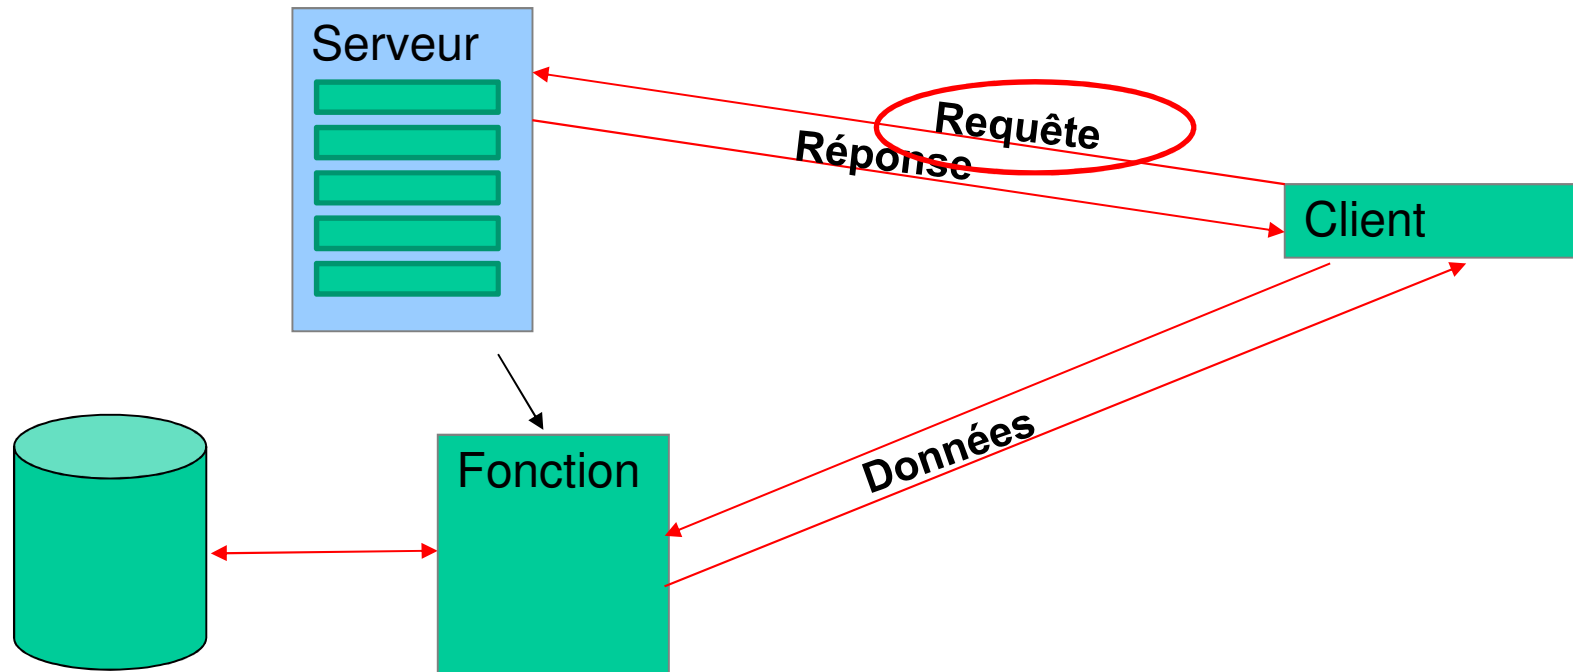 Serveur
Requête
Réponse
Client
Données
Fonction